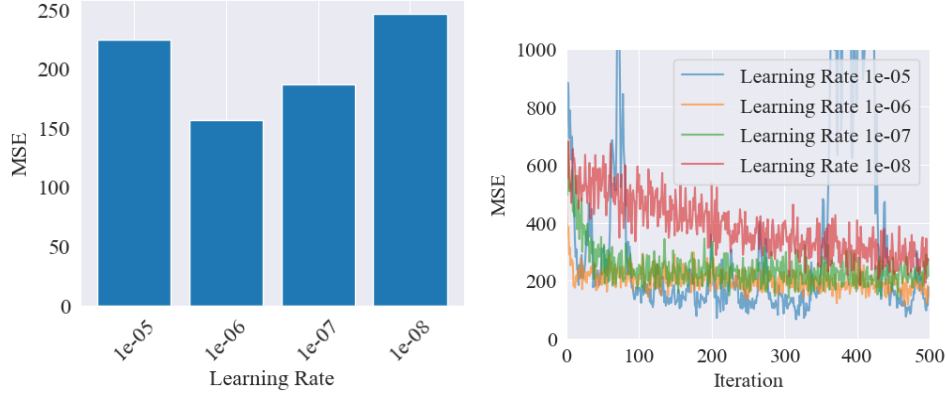 250
200
150
100
50
0
MSE
1e-05
1e-06
1e-07
1e-08
Learning Rate
1000
800
600
400
200
0
MSE
Learning Rate 1e-05
Learning Rate 1e-06
Learning Rate 1e-07
Learning Rate 1e-08
0 100 200 300 400 500
Iteration